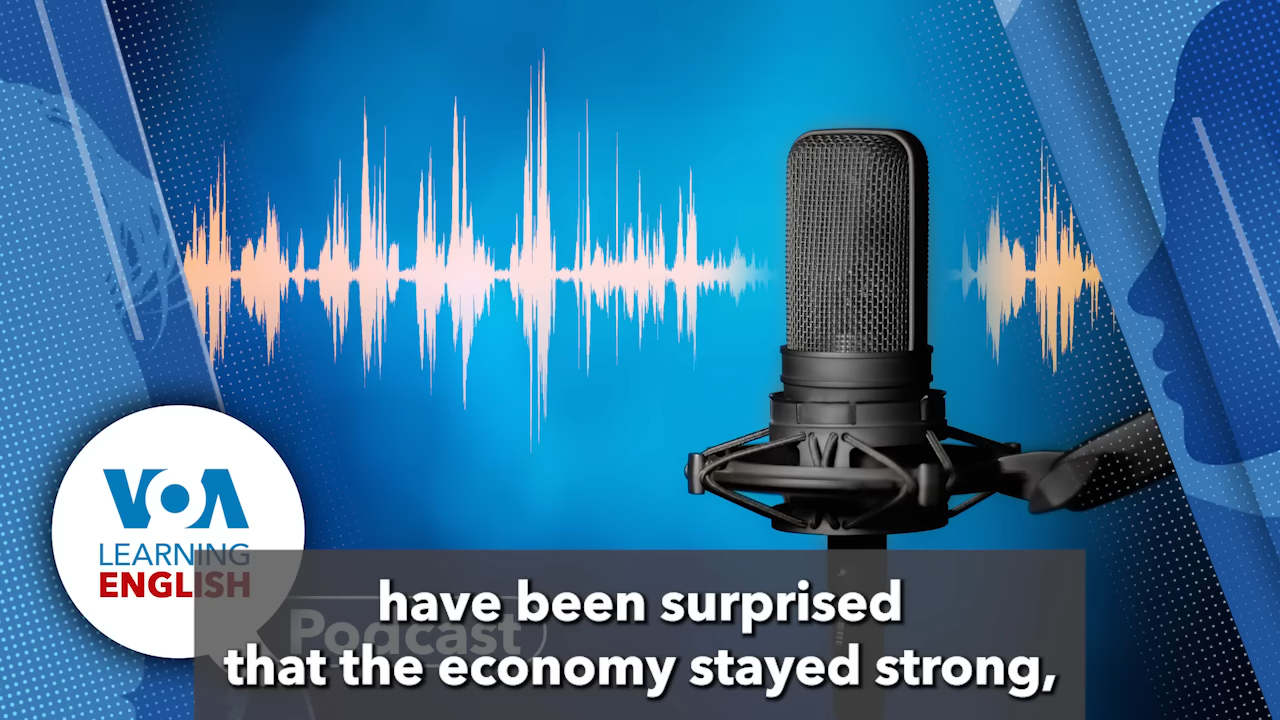 VOA
LEARNING
ENGLISH
Podcast
have been surprised
that the economy stayed strong,